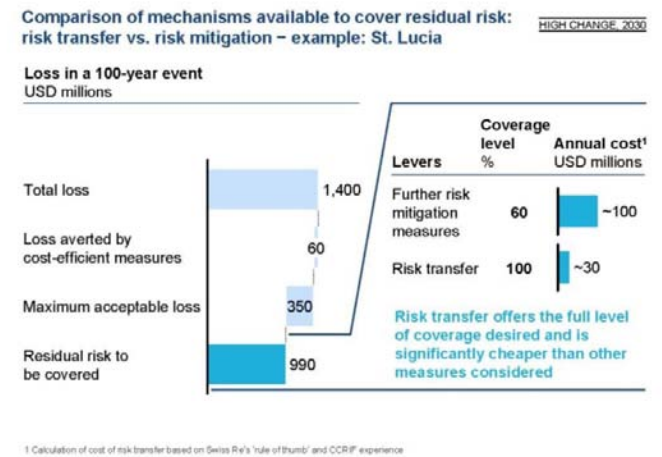 Comparison of mechanisms available to cover residual risk:
risk transfer vs. risk mitigation – example: St. Lucia
HIGH CHANGE, 2030
Loss in a 100-year event
USD millions
Total loss
1,400
Loss averted by
cost-efficient measures
60
Maximum acceptable loss
350
Residual risk to
be covered
990
Coverage
level
%
Annual cost¹
USD millions
Levers
Further risk
mitigation
measures
60
~100
Risk transfer
100
~30
Risk transfer offers the full level
of coverage desired and is
significantly cheaper than other
measures considered
1 Calculation of cost of risk transfer based on Swiss Re's 'rule of thumb' and CCRIF experience